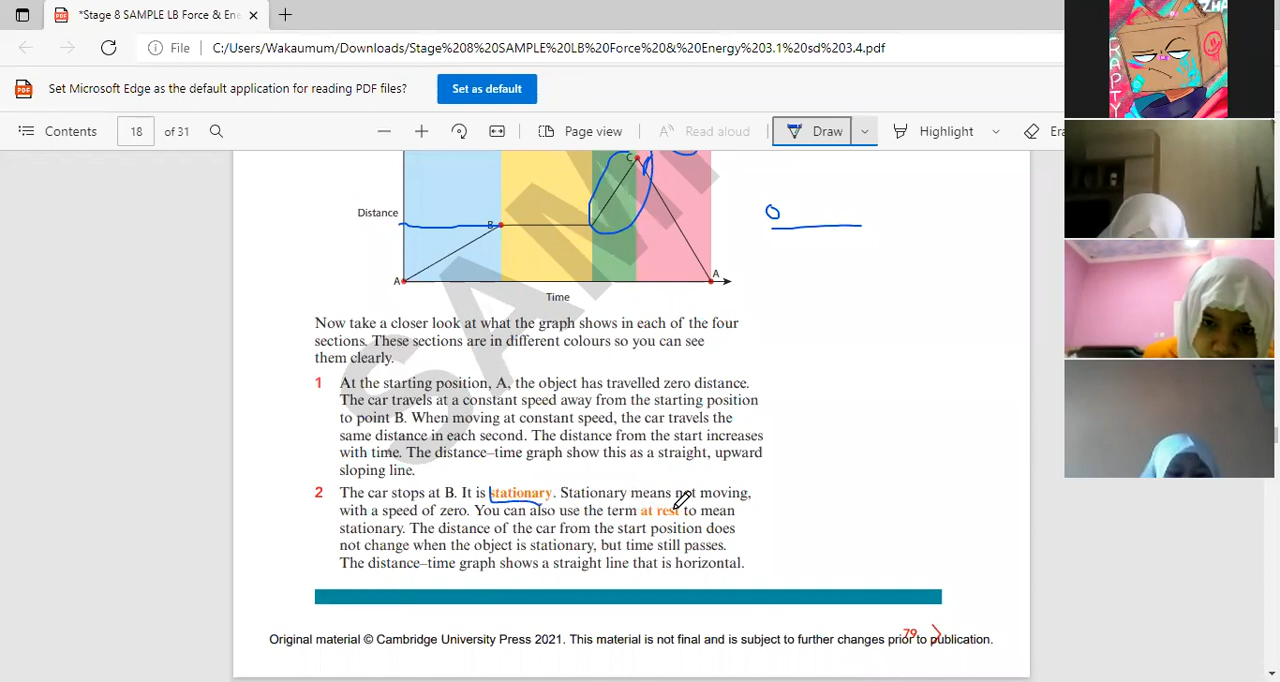 *Stage 8 SAMPLE LB Force & Ene
File
C:/Users/Wakaumum/Downloads/Stage%208%20SAMPLE%20LB%20Force%20&%20Energy%203.1%20sd%203.4.pdf
Set Microsoft Edge as the default application for reading PDF files?
Set as default
Contents
18 of 31
Page view
Read aloud
Draw
Highlight
Era
ZHA
KAPTY
C
Distance
B
A
A
Time
SAM
Now take a closer look at what the graph shows in each of the four
sections. These sections are in different colours so you can see
them clearly.
1 At the starting position, A, the object has travelled zero distance.
The car travels at a constant speed away from the starting position
to point B. When moving at constant speed, the car travels the
same distance in each second. The distance from the start increases
with time. The distance–time graph show this as a straight, upward
sloping line.
2 The car stops at B. It is stationary. Stationary means not moving,
with a speed of zero. You can also use the term at rest to mean
stationary. The distance of the car from the start position does
not change when the object is stationary, but time still passes.
The distance–time graph shows a straight line that is horizontal.
79
Original material © Cambridge University Press 2021. This material is not final and is subject to further changes prior to publication.